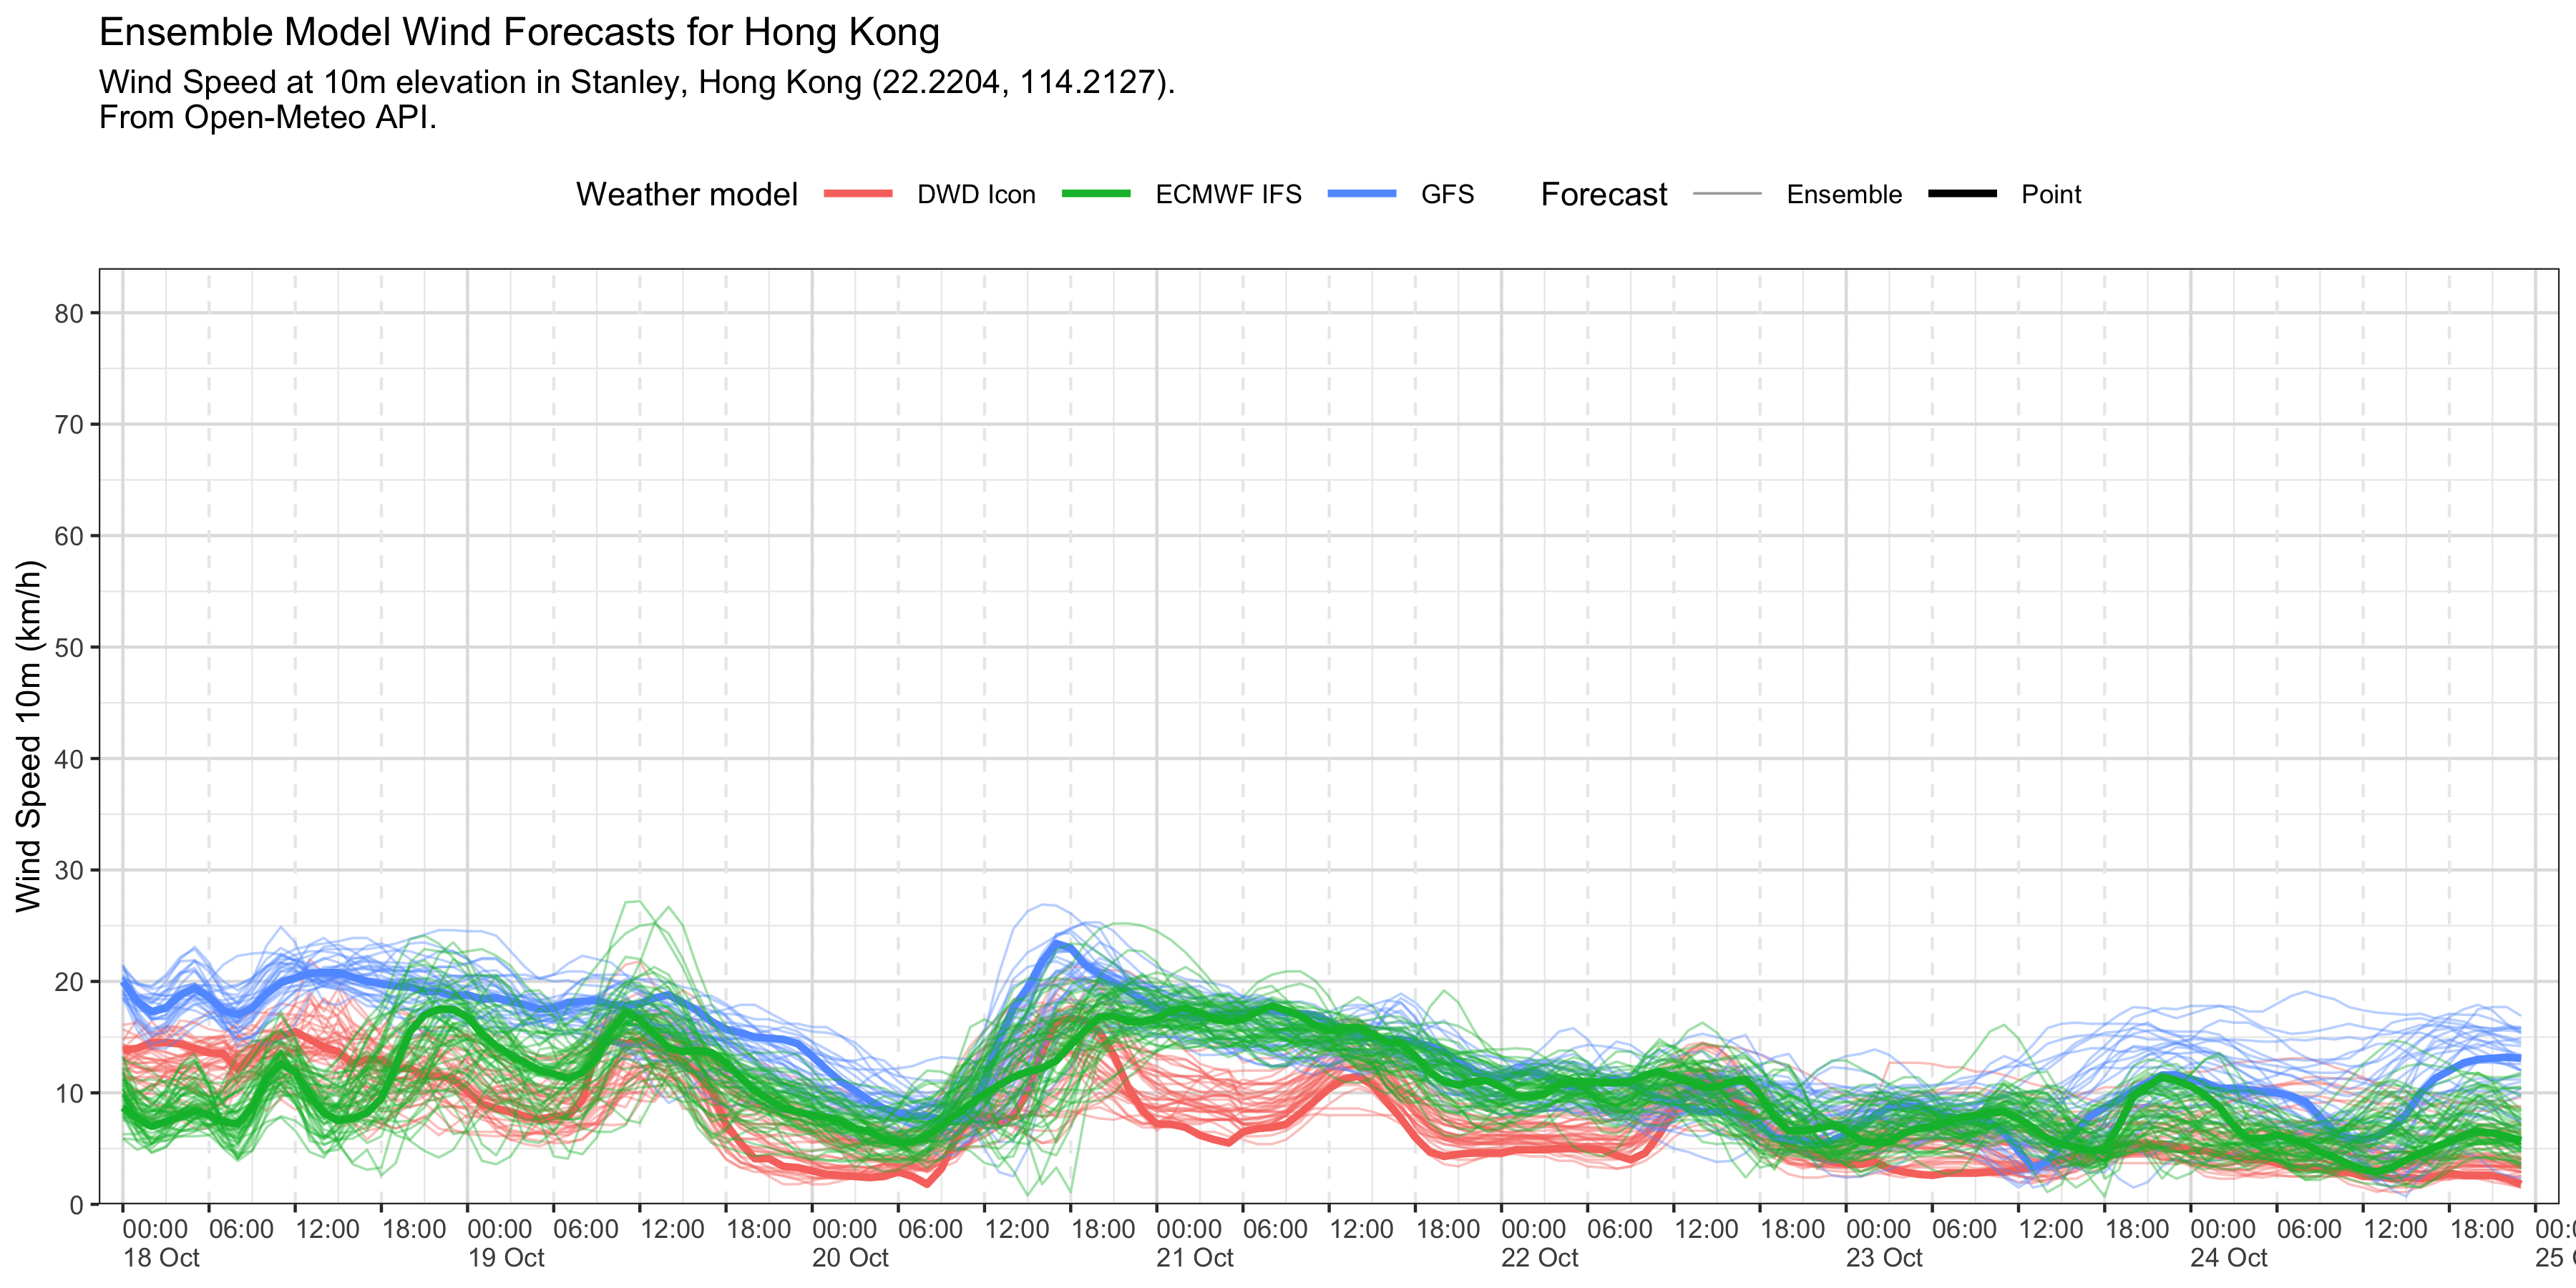 Ensemble Model Wind Forecasts for Hong Kong
Wind Speed at 10m elevation in Stanley, Hong Kong (22.2204, 114.2127).
From Open-Meteo API.
Weather model DWD Icon ECMWF IFS GFS Forecast Ensemble Point
Wind Speed 10m (km/h)
80
70
60
50
40
30
20
10
0
00:00 06:00 12:00 18:00 00:00 06:00 12:00 18:00 00:00 06:00 12:00 18:00 00:00 06:00 12:00 18:00 00:00 06:00 12:00 18:00 00:00 06:00 12:00 18:00 00:00 06:00 12:00 18:00
18 Oct 19 Oct 20 Oct 21 Oct 22 Oct 23 Oct 24 Oct 25